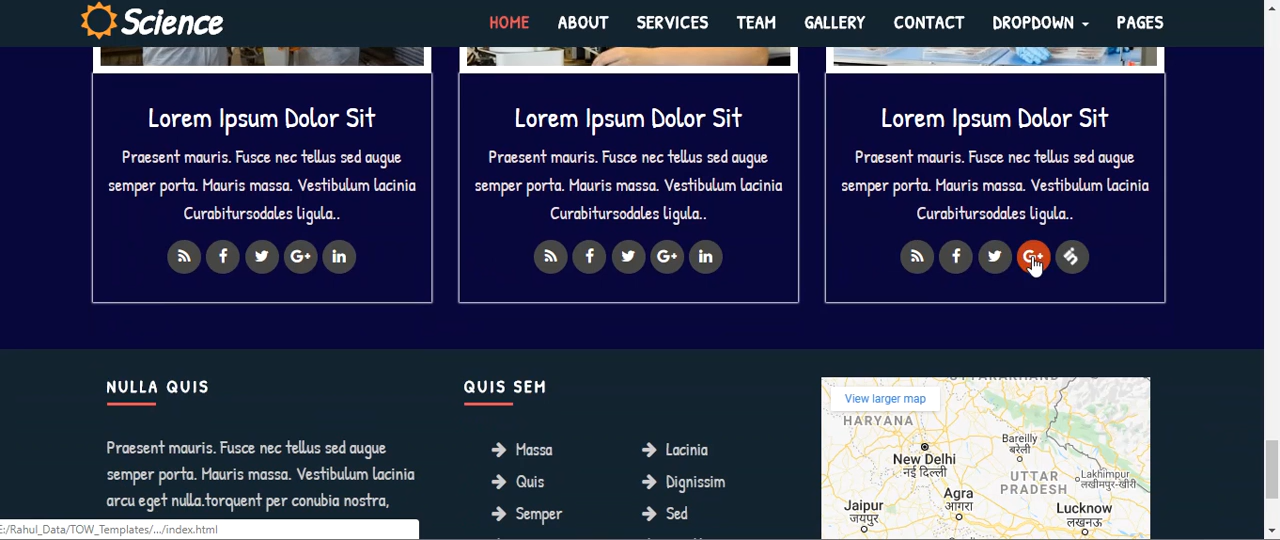 Science
HOME ABOUT SERVICES TEAM GALLERY CONTACT DROPDOWN PAGES
Lorem Ipsum Dolor Sit
Praesent mauris. Fusce nec tellus sed augue
semper porta. Mauris massa. Vestibulum lacinia
Curabitursodales ligula..
Lorem Ipsum Dolor Sit
Praesent mauris. Fusce nec tellus sed augue
semper porta. Mauris massa. Vestibulum lacinia
Curabitursodales ligula..
Lorem Ipsum Dolor Sit
Praesent mauris. Fusce nec tellus sed augue
semper porta. Mauris massa. Vestibulum lacinia
Curabitursodales ligula..
NULLA QUIS
Praesent mauris. Fusce nec tellus sed augue
semper porta. Mauris massa. Vestibulum lacinia
arcu eget nulla.torquent per conubia nostra,
QUIS SEM
Massa Lacinia
Quis Dignissim
Semper Sed
View larger map
HARYANA
New Delhi
नई दिल्ली
Bareilly
बरेली
UTTAR
PRADESH
Lakhimpur
लखीमपुर-खीरी
Agra
आगरा
Jaipur
जयपुर
Lucknow
लखनऊ
E:/Rahul_Data/TOW_Templates/.../index.html